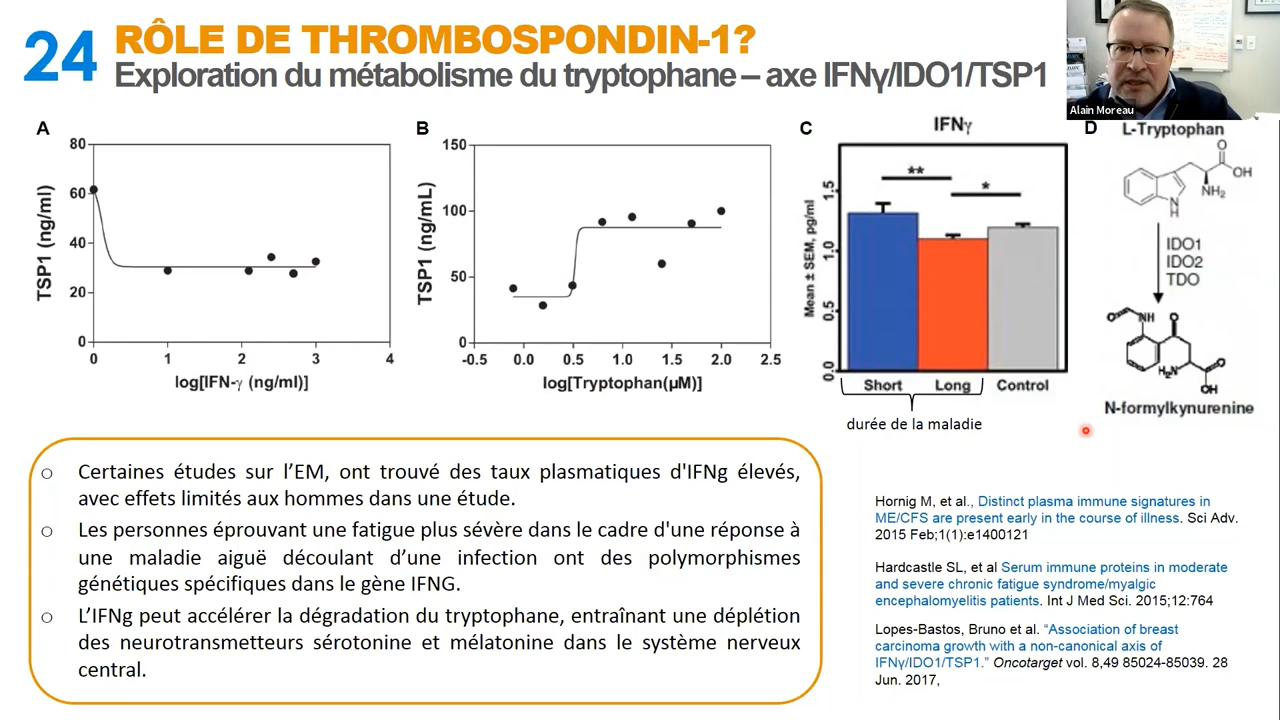 24
RÔLE DE THROMBOSPONDIN-1?
Exploration du métabolisme du tryptophane – axe IFNγ/IDO1/TSP1
Alain Moreau
A
80
60
40
20
0
TSP1 (ng/ml)
0 1 2 3 4
log[IFN-γ (ng/ml)]
B
150
100
50
0
TSP1 (ng/mL)
-0.5 0.0 0.5 1.0 1.5 2.0 2.5
log[Tryptophan(µM)]
C
IFNγ
**
*
1.5
1.0
0.5
0.0
Mean ± SEM, pg/ml
Short Long Control
durée de la maladie
D
L-Tryptophan
O
OH
NH₂
N
H
IDO1
IDO2
TDO
O
NH
O
O
H₂N
OH
N-formylkynurenine
o Certaines études sur l’EM, ont trouvé des taux plasmatiques d'IFNg élevés,
avec effets limités aux hommes dans une étude.
o Les personnes éprouvant une fatigue plus sévère dans le cadre d'une réponse à
une maladie aiguë découlant d’une infection ont des polymorphismes
génétiques spécifiques dans le gène IFNG.
o L’IFNg peut accélérer la dégradation du tryptophane, entraînant une déplétion
des neurotransmetteurs sérotonine et mélatonine dans le système nerveux
central.
Hornig M, et al., Distinct plasma immune signatures in
ME/CFS are present early in the course of illness. Sci Adv.
2015 Feb;1(1):e1400121
Hardcastle SL, et al Serum immune proteins in moderate
and severe chronic fatigue syndrome/myalgic
encephalomyelitis patients. Int J Med Sci. 2015;12:764
Lopes-Bastos, Bruno et al. “Association of breast
carcinoma growth with a non-canonical axis of
IFNγ/IDO1/TSP1.” Oncotarget vol. 8,49 85024-85039. 28
Jun. 2017,